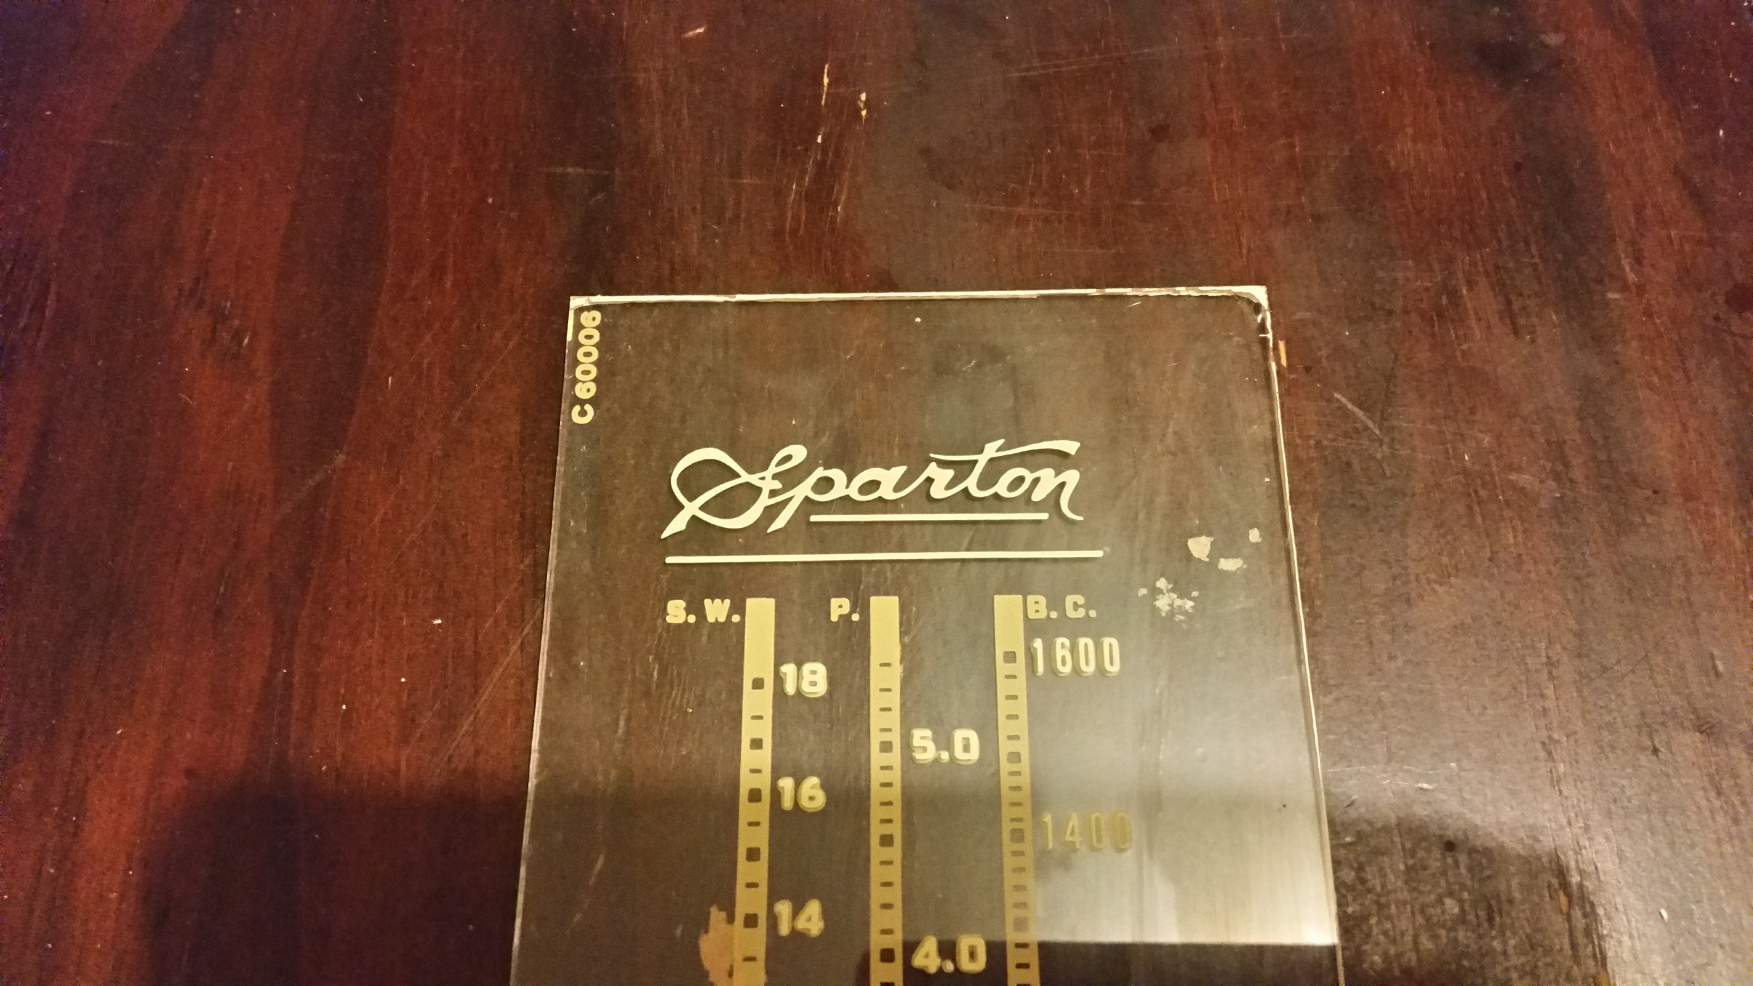 C 60006
Sparton
S. W. P. B. C.
18 1600
5.0
16 1400
14 4.0